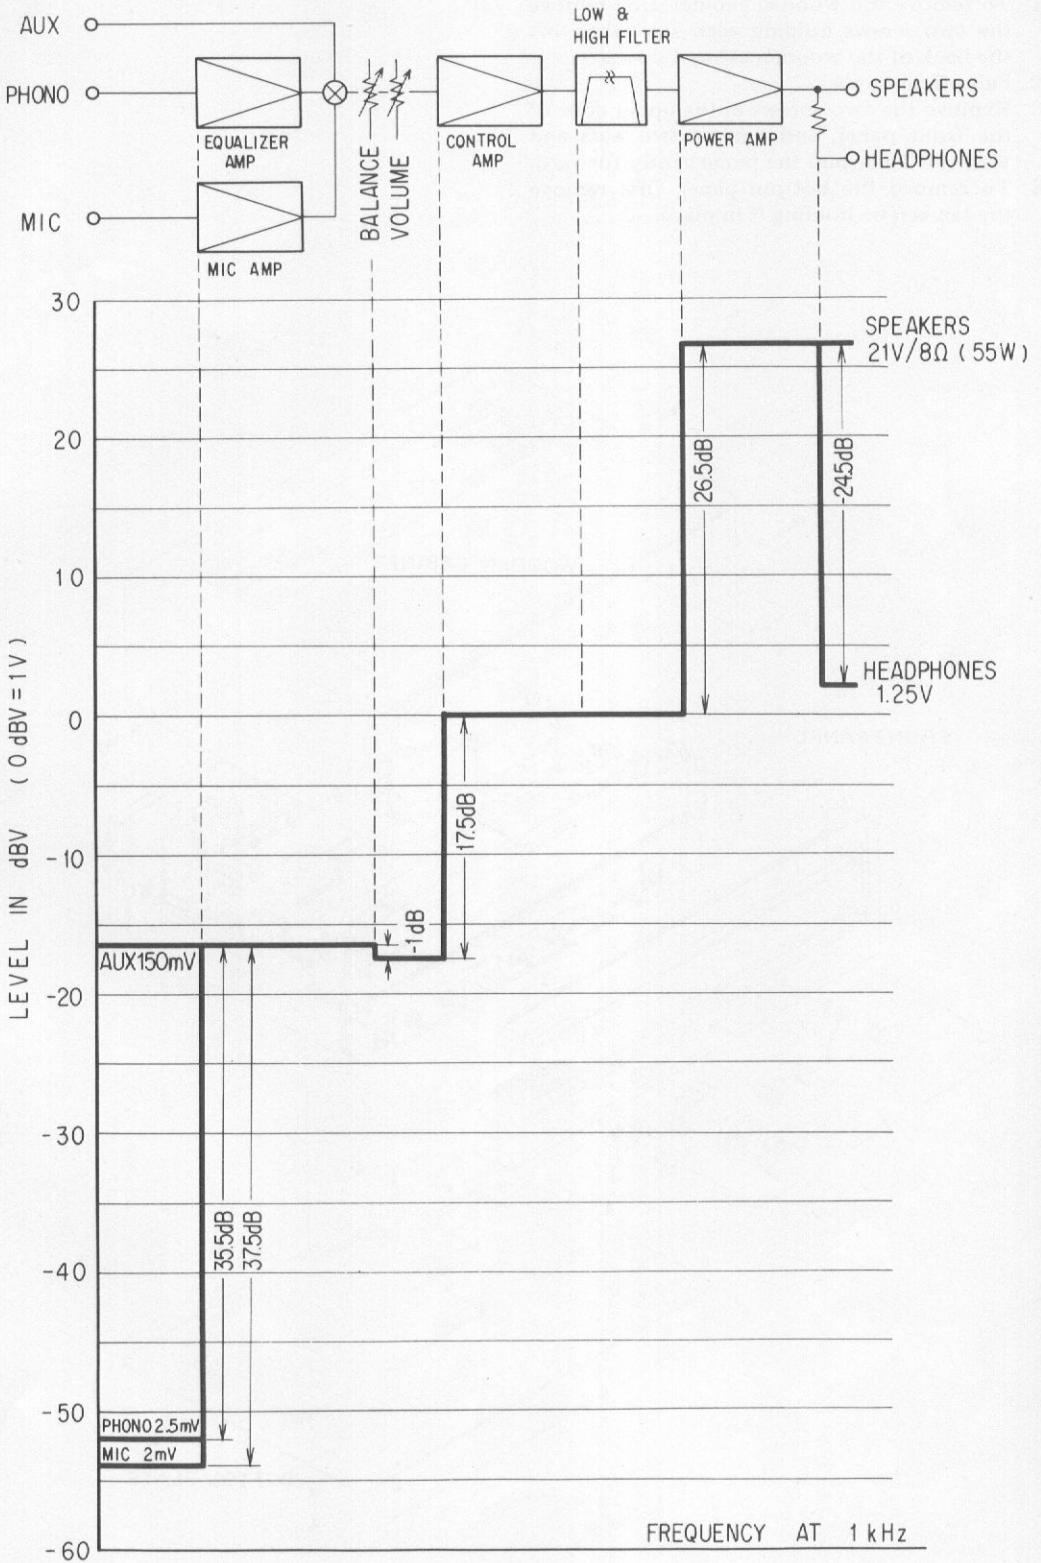 AUX
PHONO
MIC
EQUALIZER
AMP
MIC AMP
BALANCE
VOLUME
CONTROL
AMP
LOW &
HIGH FILTER
POWER AMP
SPEAKERS
HEADPHONES
LEVEL IN dBV (0 dBV = 1V)
30
20
10
0
-10
-20
-30
-40
-50
-60
SPEAKERS
21V/8Ω (55W)
26.5dB
-24.5dB
HEADPHONES
1.25V
17.5dB
-1dB
AUX150mV
35.5dB
37.5dB
PHONO 2.5mV
MIC 2mV
FREQUENCY AT 1 kHz